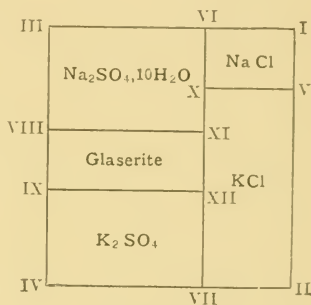 VI
III I
Na Cl
Na₂SO₄,10H₂O
X V
VIII XI
Glaserite
KCl
IX XII
K₂ SO₄
IV VII II